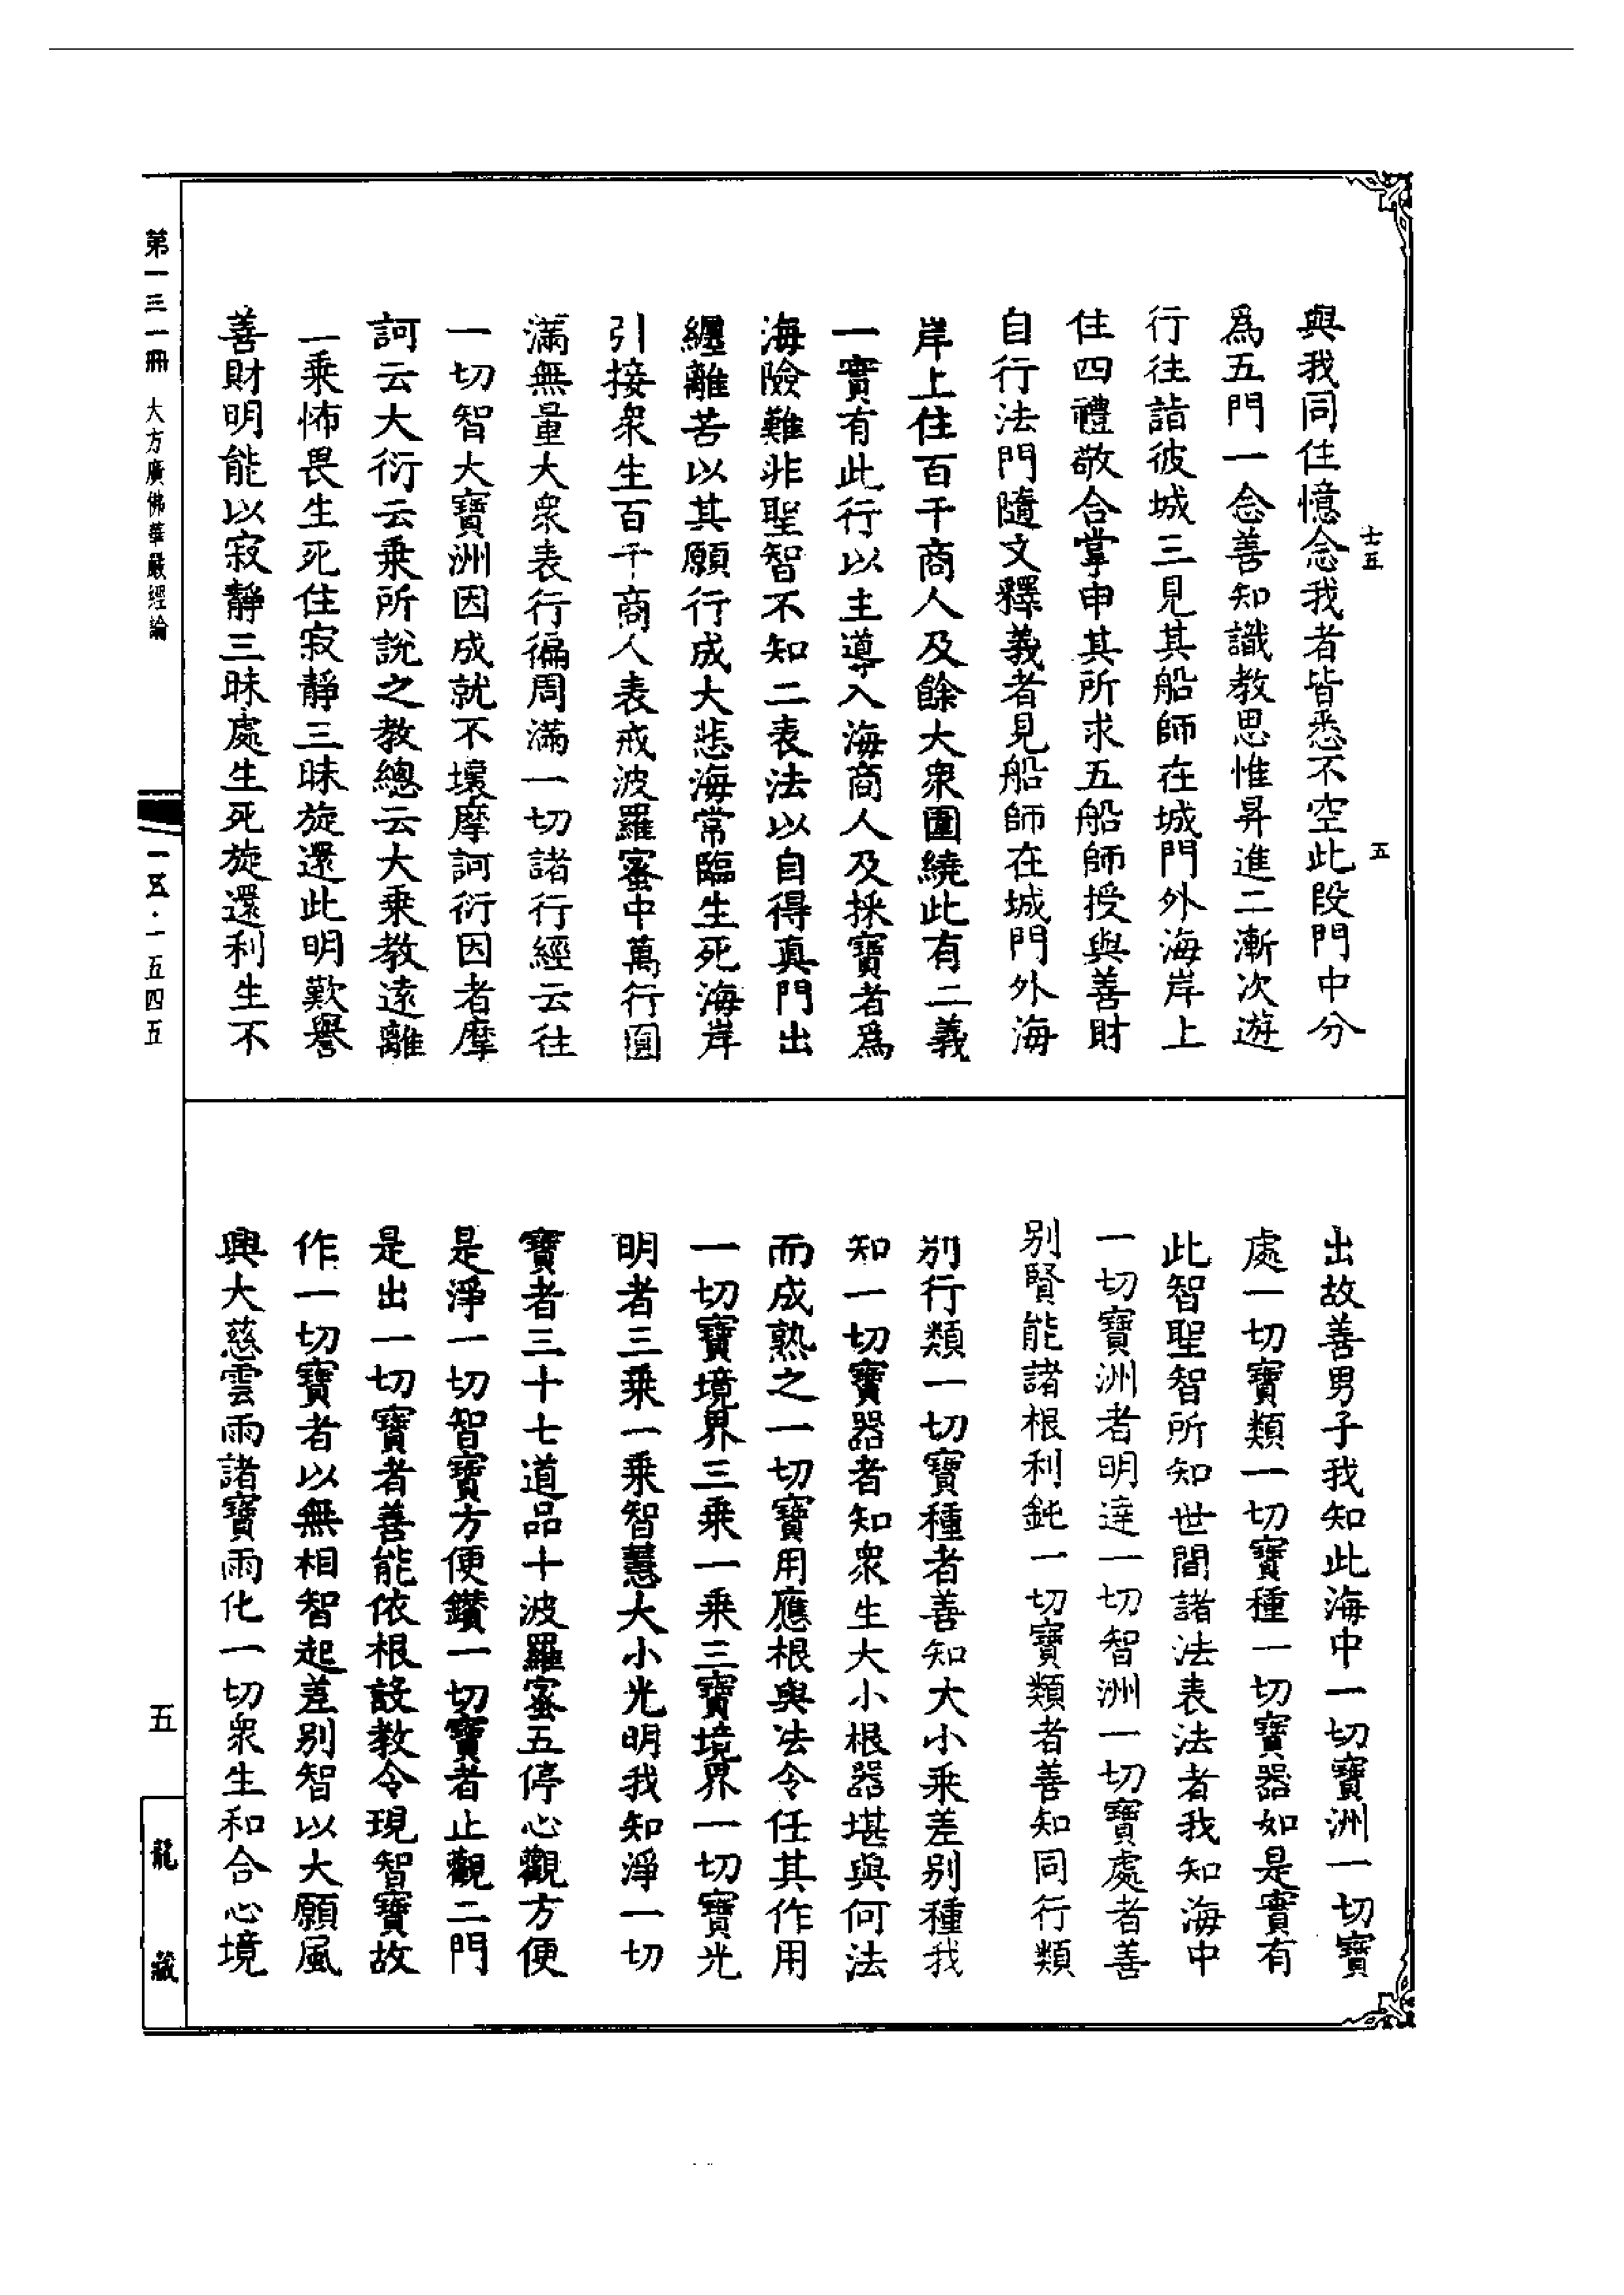 士五
五
與我同住憶念我者皆悉不空此段門中分
爲五門一念善知識教思惟昇進二漸次遊
行往詣彼城三見其船師在城門外海岸上
住四禮敬合掌申其所求五船師授與善財
自行法門隨文釋義者見船師在城門外海
岸上住百千商人及餘大衆圍繞此有二義
一實有此行以主導入海商人及採寶者爲
海險難非聖智不知二表法以自得真門出
纏離苦以其願行成大悲海常臨生死海岸
引接衆生百千商人表戒波羅蜜中萬行圓
滿無量大衆表行徧周滿一切諸行經云往
一切智大寶洲因成就不壞摩訶衍因者摩
訶云大衍云乘所說之教總云大乘教遠離
二乘怖畏生死住寂靜三昧旋還此明歎譽
善財明能以寂靜三昧處生死旋還利生不
出故善男子我知此海中一切寶洲一切寶
處一切寶類一切寶種一切寶器如是實有
此智聖智所知世間諸法表法者我知海中
一切寶洲者明達一切智洲一切寶處者善
別賢能諸根利鈍一切寶類者善知同行類
別行類一切寶種者善知大小乘差別種我
知一切寶器者知衆生大小根器堪與何法
而成熟之一切寶用應根與法令任其作用
一切寶境界三乘一乘三寶境界一切寶光
明者三乘一乘智慧大小光明我知淨一切
寶者三十七道品十波羅蜜五停心觀方便
是淨一切智寶方便鑽一切寶者止觀二門
是出一切寶者善能依根設教令現智寶故
作一切寶者以無相智起差別智以大願風
興大慈雲雨諸寶雨化一切衆生和合心境
第一三一冊 大方廣佛華嚴經論
一五·一五四五
五
龍藏